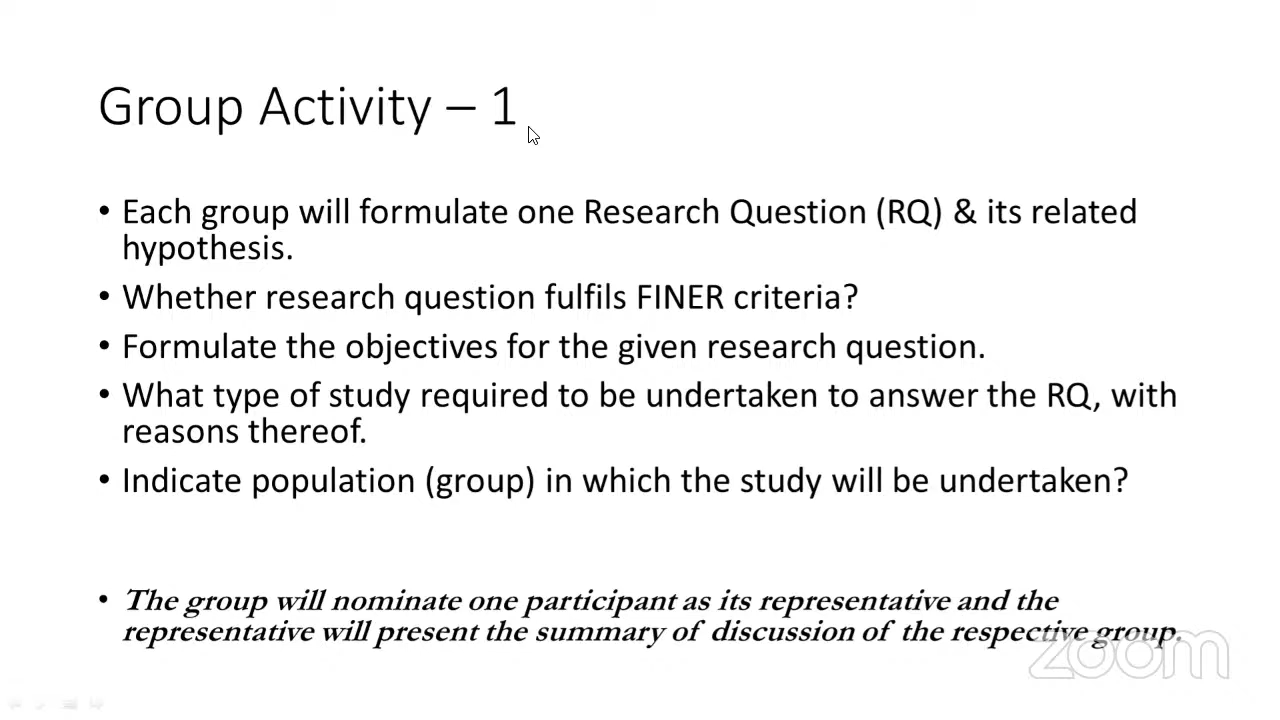 Group Activity – 1
• Each group will formulate one Research Question (RQ) & its related
hypothesis.
• Whether research question fulfils FINER criteria?
• Formulate the objectives for the given research question.
• What type of study required to be undertaken to answer the RQ, with
reasons thereof.
• Indicate population (group) in which the study will be undertaken?
• The group will nominate one participant as its representative and the
representative will present the summary of discussion of the respective group.
zoom